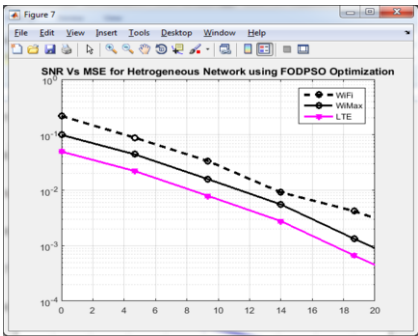 Figure 7
File Edit View Insert Tools Desktop Window Help
SNR Vs MSE for Hetrogeneous Network using FODPSO Optimization
10^0
WiFi
WiMax
LTE
10^-1
10^-2
10^-3
10^-4
0 2 4 6 8 10 12 14 16 18 20